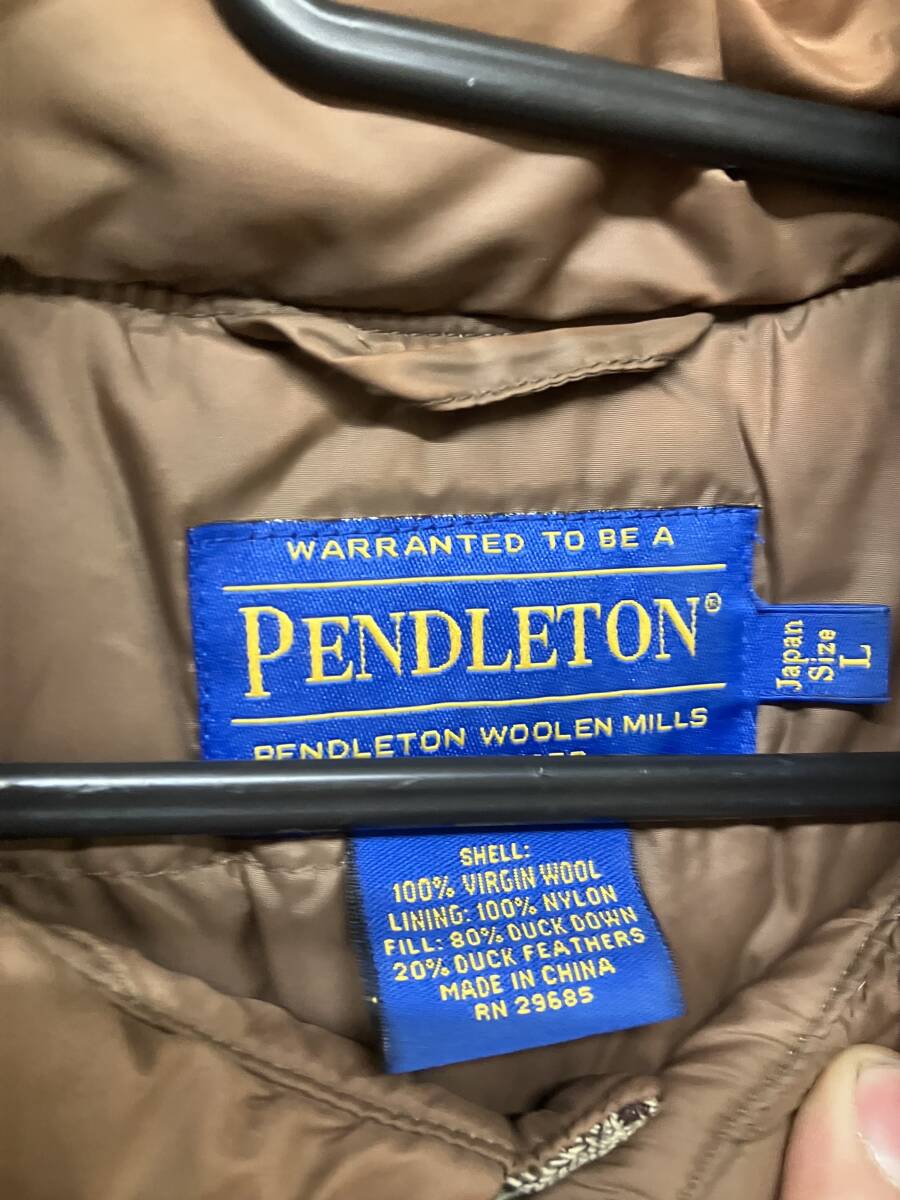 WARRANTED TO BE A
PENDLETON®
PENDLETON WOOLEN MILLS
Japan
Size
L
SHELL:
100% VIRGIN WOOL
LINING: 100% NYLON
FILL: 80% DUCK DOWN
20% DUCK FEATHERS
MADE IN CHINA
RN 29685